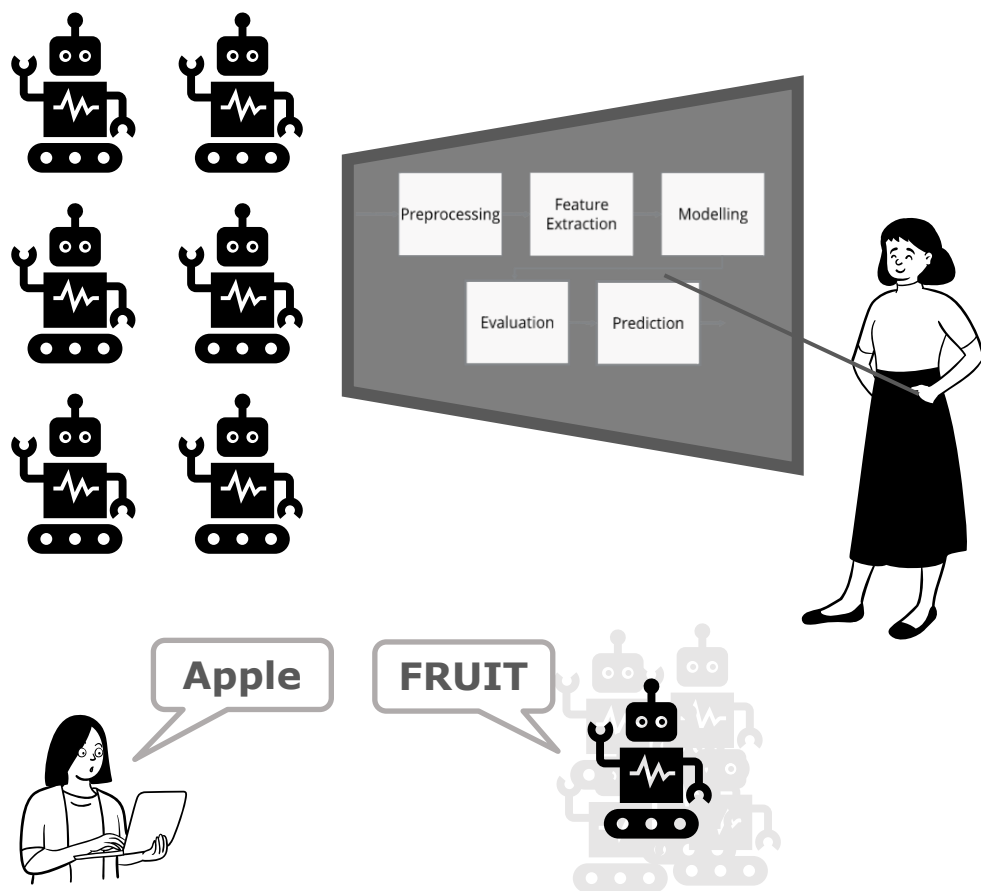 Preprocessing
Feature
Extraction
Modelling
Evaluation
Prediction
Apple
FRUIT